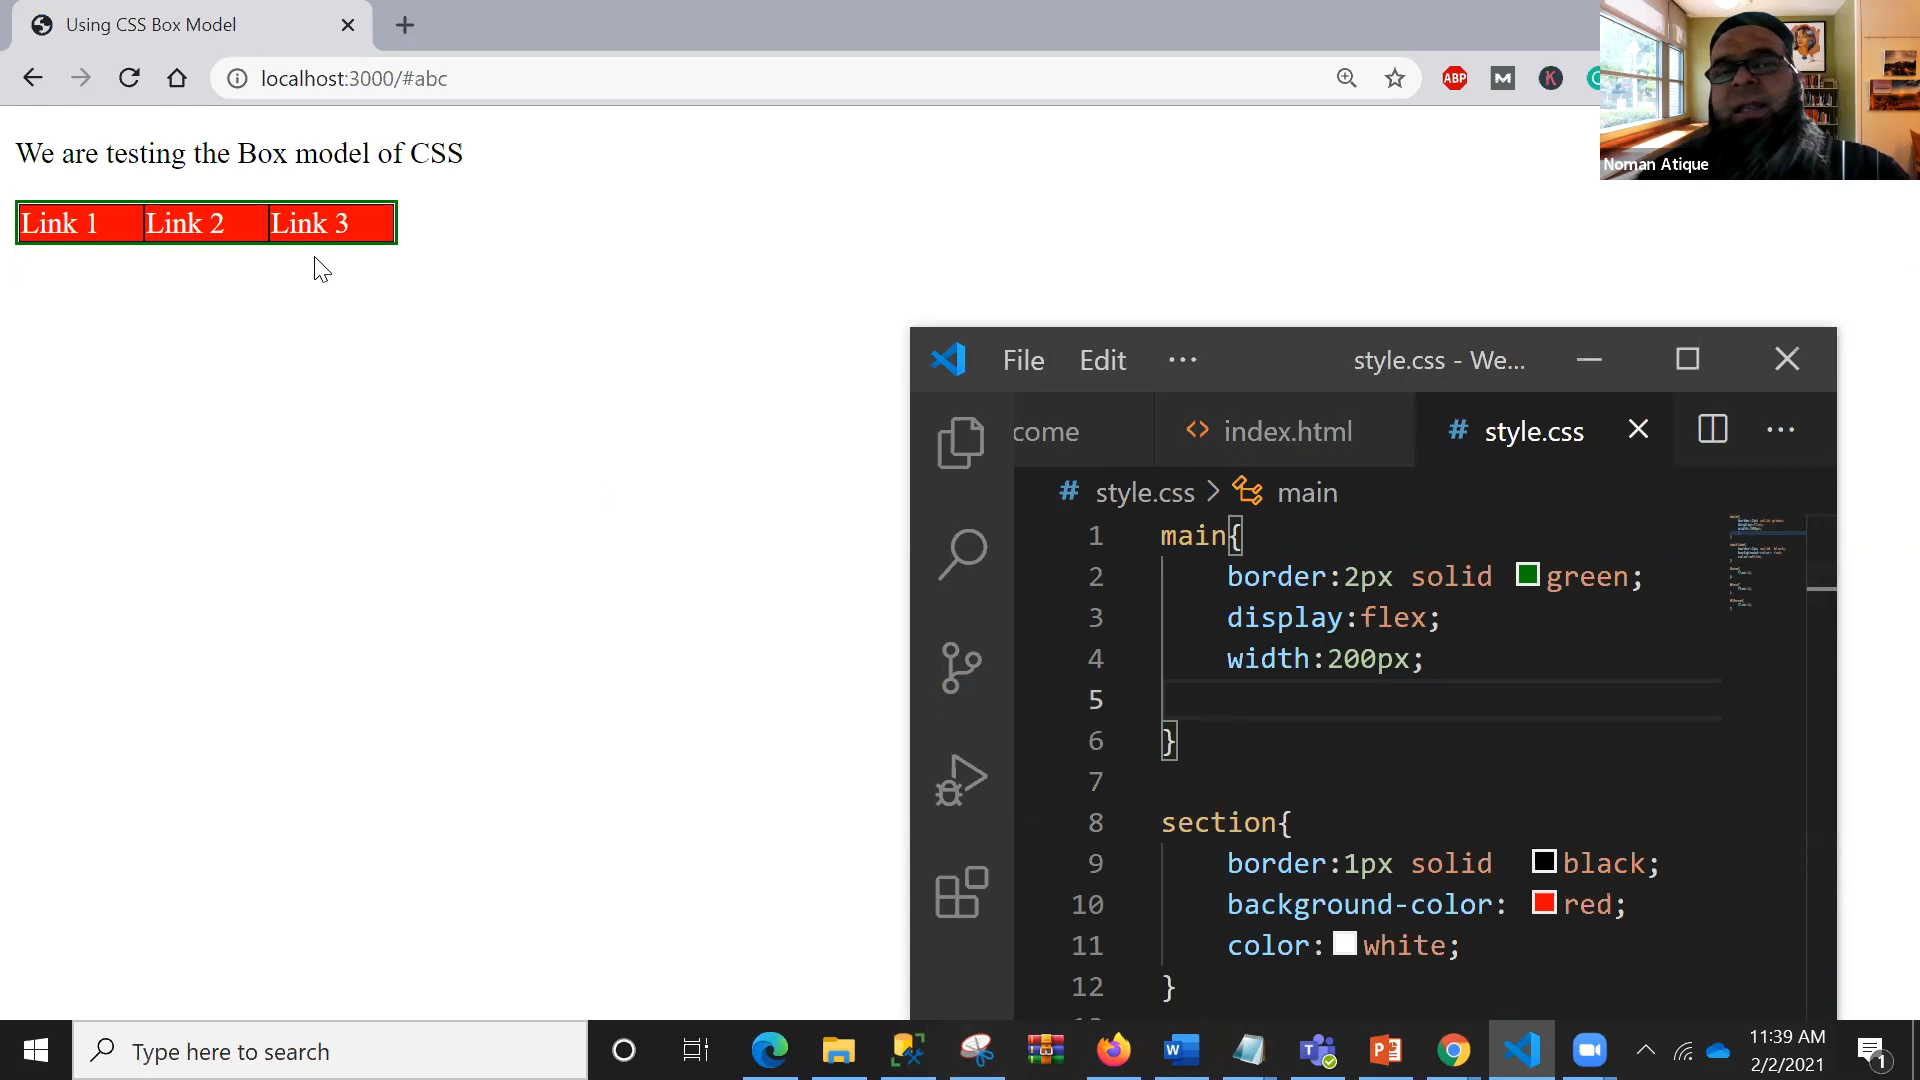 Using CSS Box Model
localhost:3000/#abc
ABP
M
K
Noman Atique
We are testing the Box model of CSS
Link 1 Link 2 Link 3
File Edit ··· style.css - We...
come index.html # style.css ···
# style.css > main
1 main{
2 border:2px solid green;
3 display:flex;
4 width:200px;
5
6 }
7
8 section{
9 border:1px solid black;
10 background-color: red;
11 color: white;
12 }
Type here to search
11:39 AM
2/2/2021
1